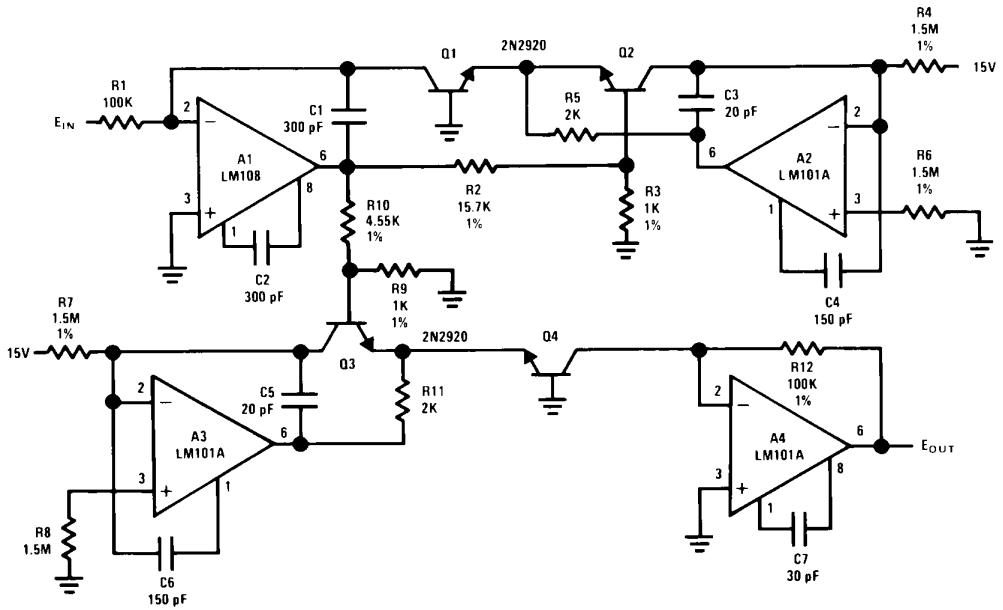 R4
1.5M
1%
15V
Q1
2N2920
Q2
R1
100K
E_IN
C1
300 pF
R5
2K
C3
20 pF
2
−
A1
LM108
6
8
3
+
1
C2
300 pF
R2
15.7K
1%
R3
1K
1%
6
A2
LM101A
2
−
3
+
1
R6
1.5M
1%
C4
150 pF
R10
4.55K
1%
R9
1K
1%
R7
1.5M
1%
15V
Q3
2N2920
Q4
C5
20 pF
R11
2K
2
−
A3
LM101A
6
3
+
1
R8
1.5M
C6
150 pF
R12
100K
1%
2
−
A4
LM101A
6
8
3
+
1
E_OUT
C7
30 pF